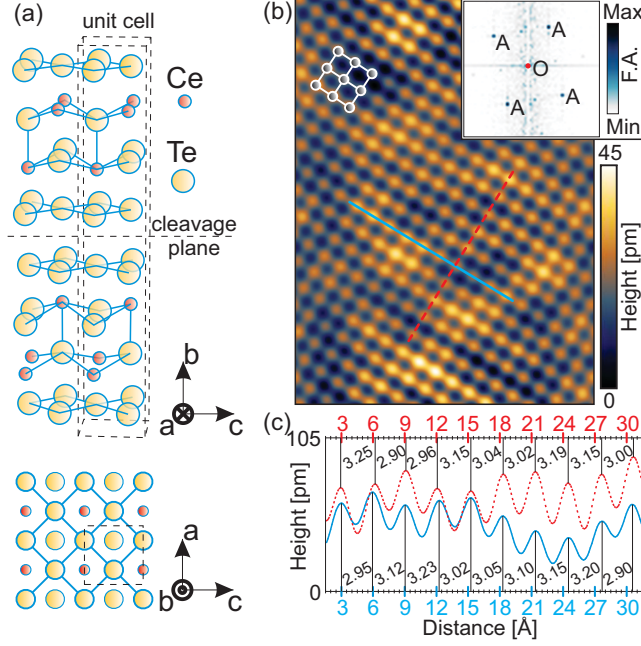 (a)
unit cell
Ce
Te
cleavage
plane
b
a
c
a
b
c
(b)
A
A
O
A
A
Max
F.A.
Min
45
Height [pm]
0
(c)
3 6 9 12 15 18 21 24 27 30
105
Height [pm]
0
3.25 2.90 2.96 3.15 3.04 3.02 3.19 3.15 3.00
2.95 3.12 3.23 3.02 3.05 3.10 3.15 3.20 2.90
3 6 9 12 15 18 21 24 27 30
Distance [Å]